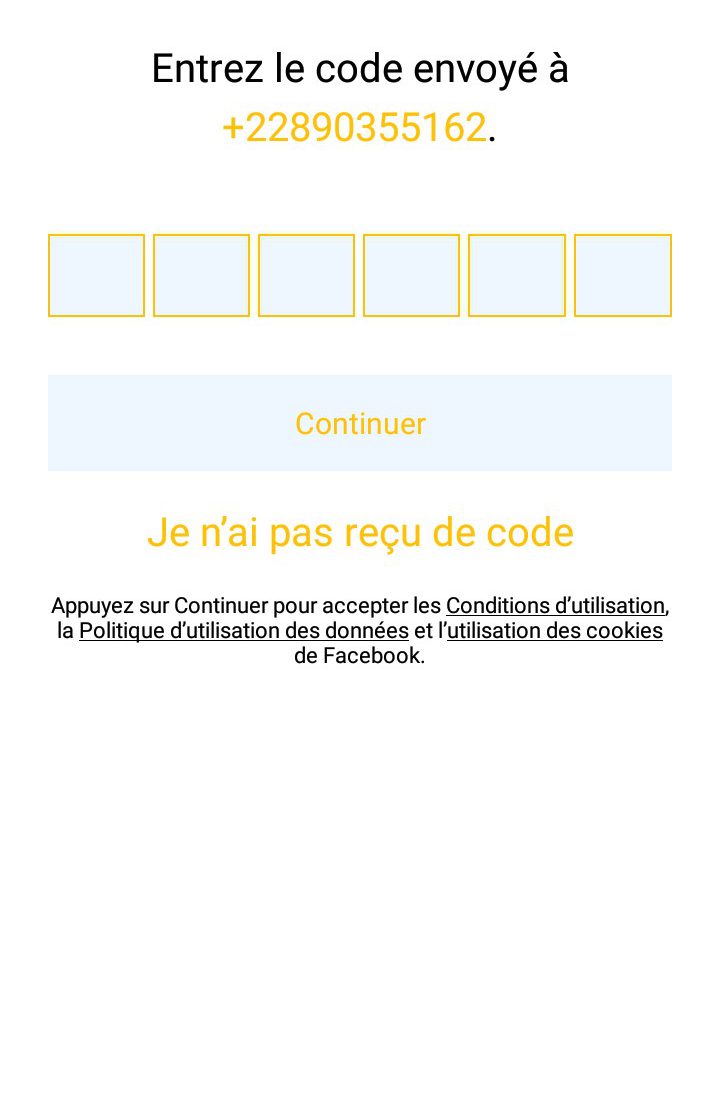 Entrez le code envoyé à
+22890355162.
Continuer
Je n’ai pas reçu de code
Appuyez sur Continuer pour accepter les Conditions d’utilisation,
la Politique d’utilisation des données et l’utilisation des cookies
de Facebook.